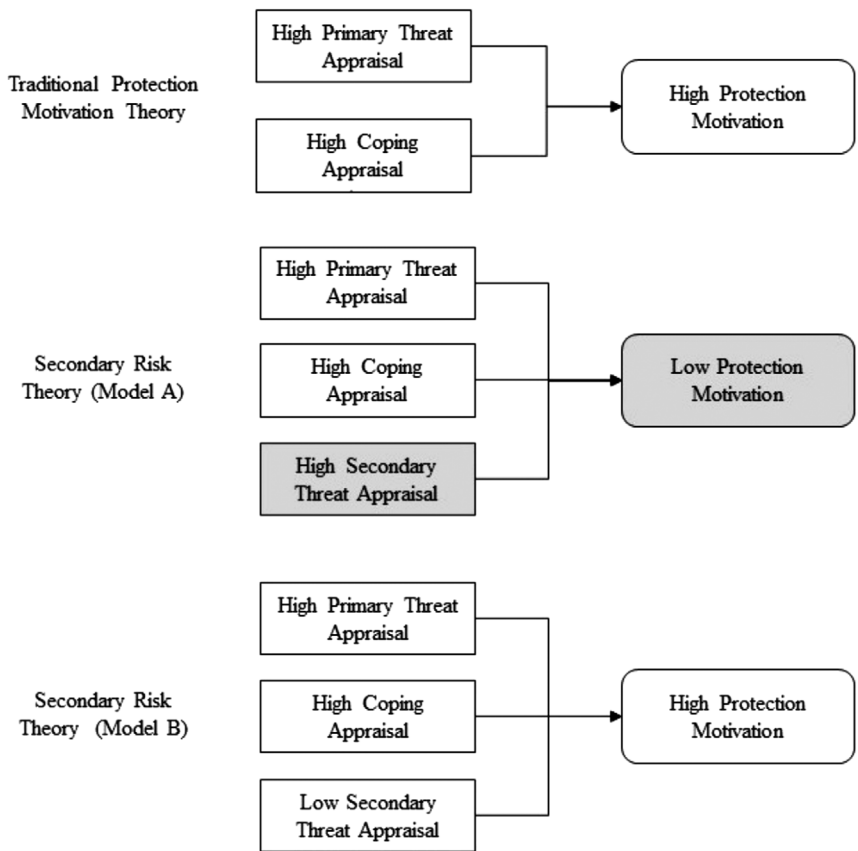 Traditional Protection
Motivation Theory
High Primary Threat
Appraisal
High Coping
Appraisal
High Protection
Motivation
Secondary Risk
Theory (Model A)
High Primary Threat
Appraisal
High Coping
Appraisal
High Secondary
Threat Appraisal
Low Protection
Motivation
Secondary Risk
Theory (Model B)
High Primary Threat
Appraisal
High Coping
Appraisal
Low Secondary
Threat Appraisal
High Protection
Motivation